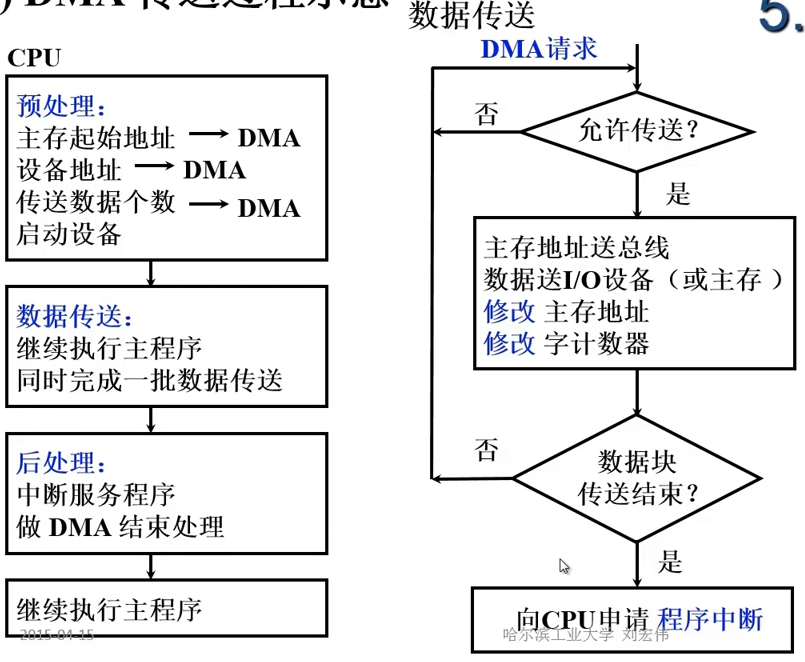 ) DMA 传送过程示意
5.
CPU
预处理：
主存起始地址 → DMA
设备地址 → DMA
传送数据个数 → DMA
启动设备
数据传送：
继续执行主程序
同时完成一批数据传送
后处理：
中断服务程序
做 DMA 结束处理
继续执行主程序
2015-04-15
数据传送
DMA请求
允许传送？
否
是
主存地址送总线
数据送I/O设备（或主存 ）
修改 主存地址
修改 字计数器
数据块
传送结束？
否
是
向CPU申请 程序中断
哈尔滨工业大学 刘宏伟